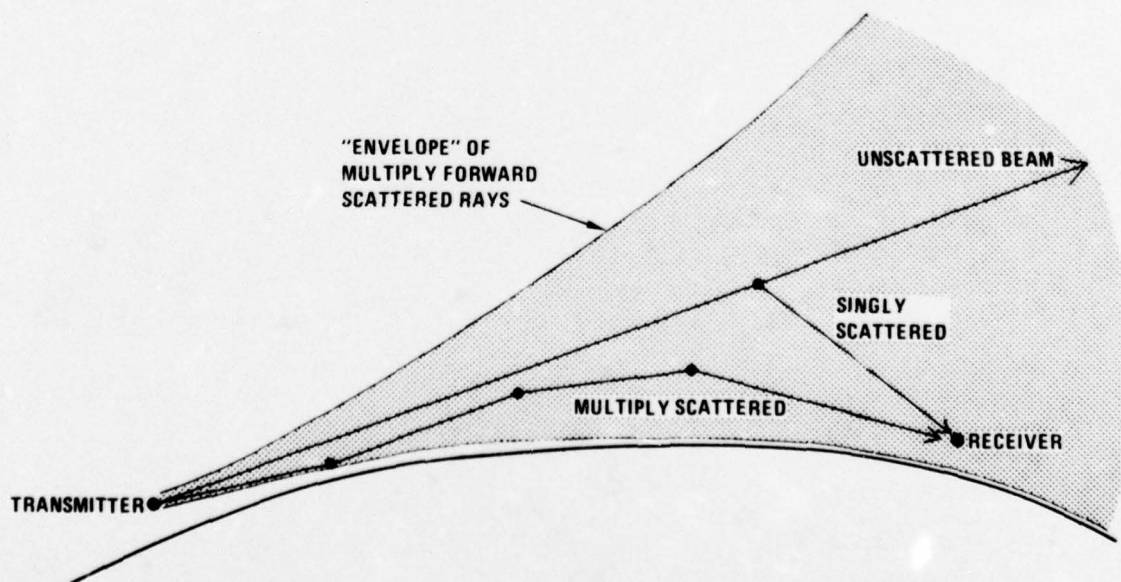 "ENVELOPE" OF
MULTIPLY FORWARD
SCATTERED RAYS
UNSCATTERED BEAM
SINGLY
SCATTERED
MULTIPLY SCATTERED
RECEIVER
TRANSMITTER